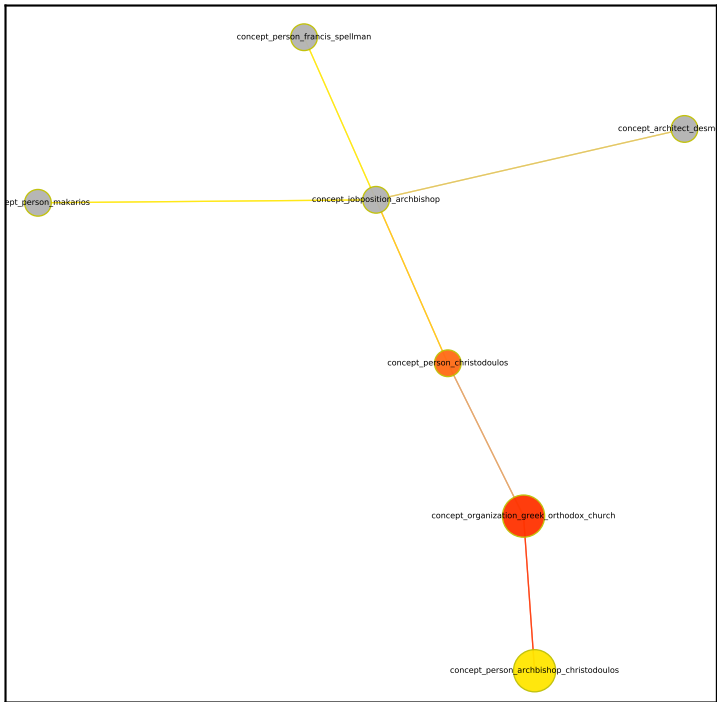 concept_person_francis_spellman
concept_architect_desm
ept_person_makarios
concept_jobposition_archbishop
concept_person_christodoulos
concept_organization_greek_orthodox_church
concept_person_archbishop_christodoulos